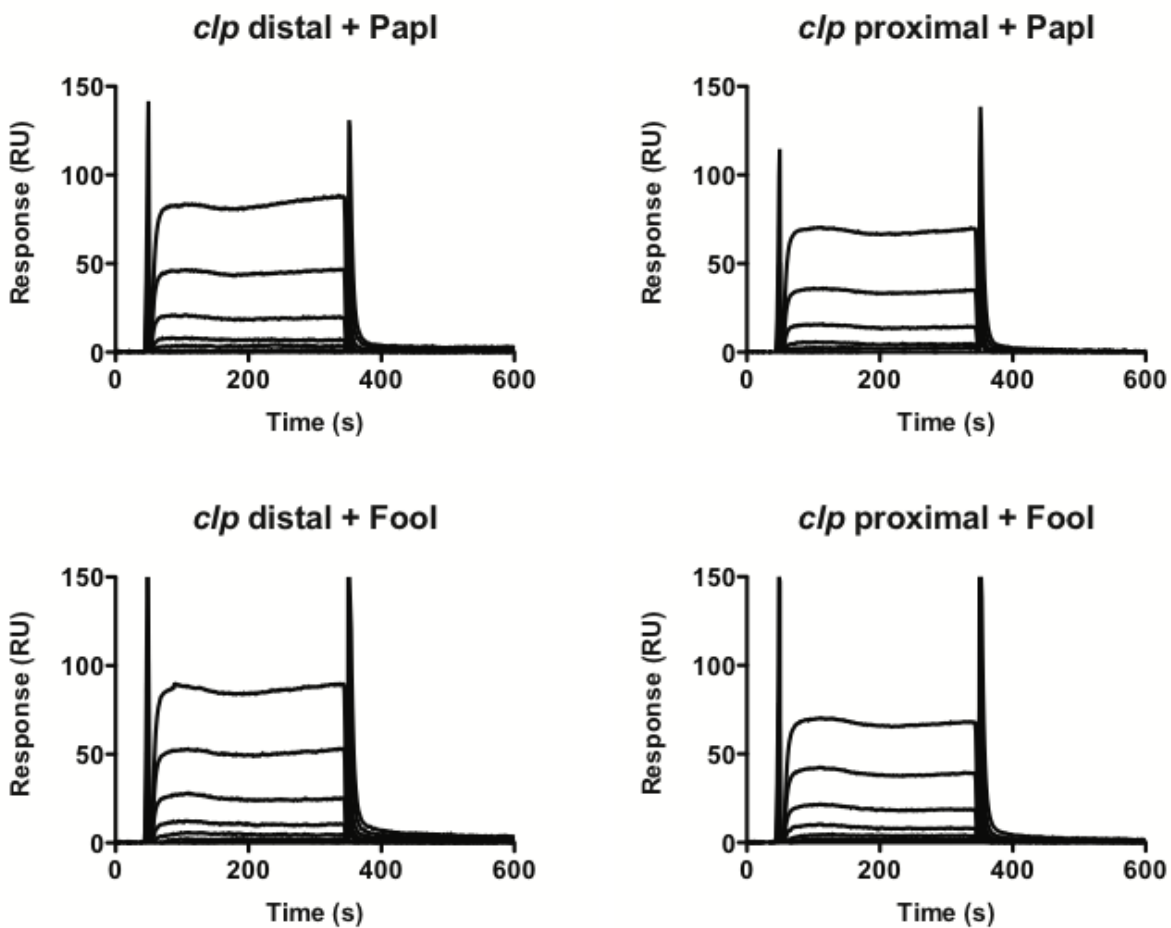 clp distal + PapI
clp proximal + PapI
150
100
50
0
Response (RU)
0 200 400 600
Time (s)
150
100
50
0
Response (RU)
0 200 400 600
Time (s)
clp distal + FooI
clp proximal + FooI
150
100
50
0
Response (RU)
0 200 400 600
Time (s)
150
100
50
0
Response (RU)
0 200 400 600
Time (s)